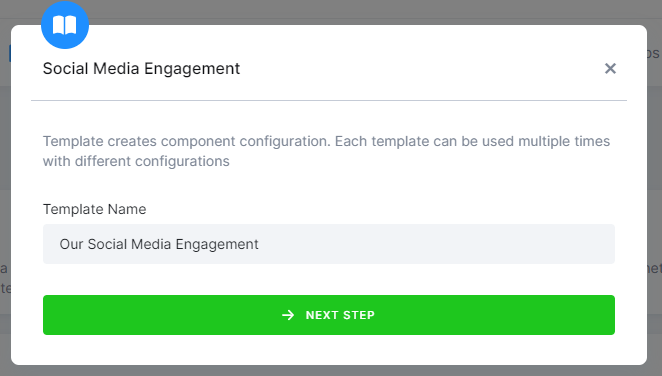 Social Media Engagement
Template creates component configuration. Each template can be used multiple times
with different configurations
Template Name
Our Social Media Engagement
NEXT STEP